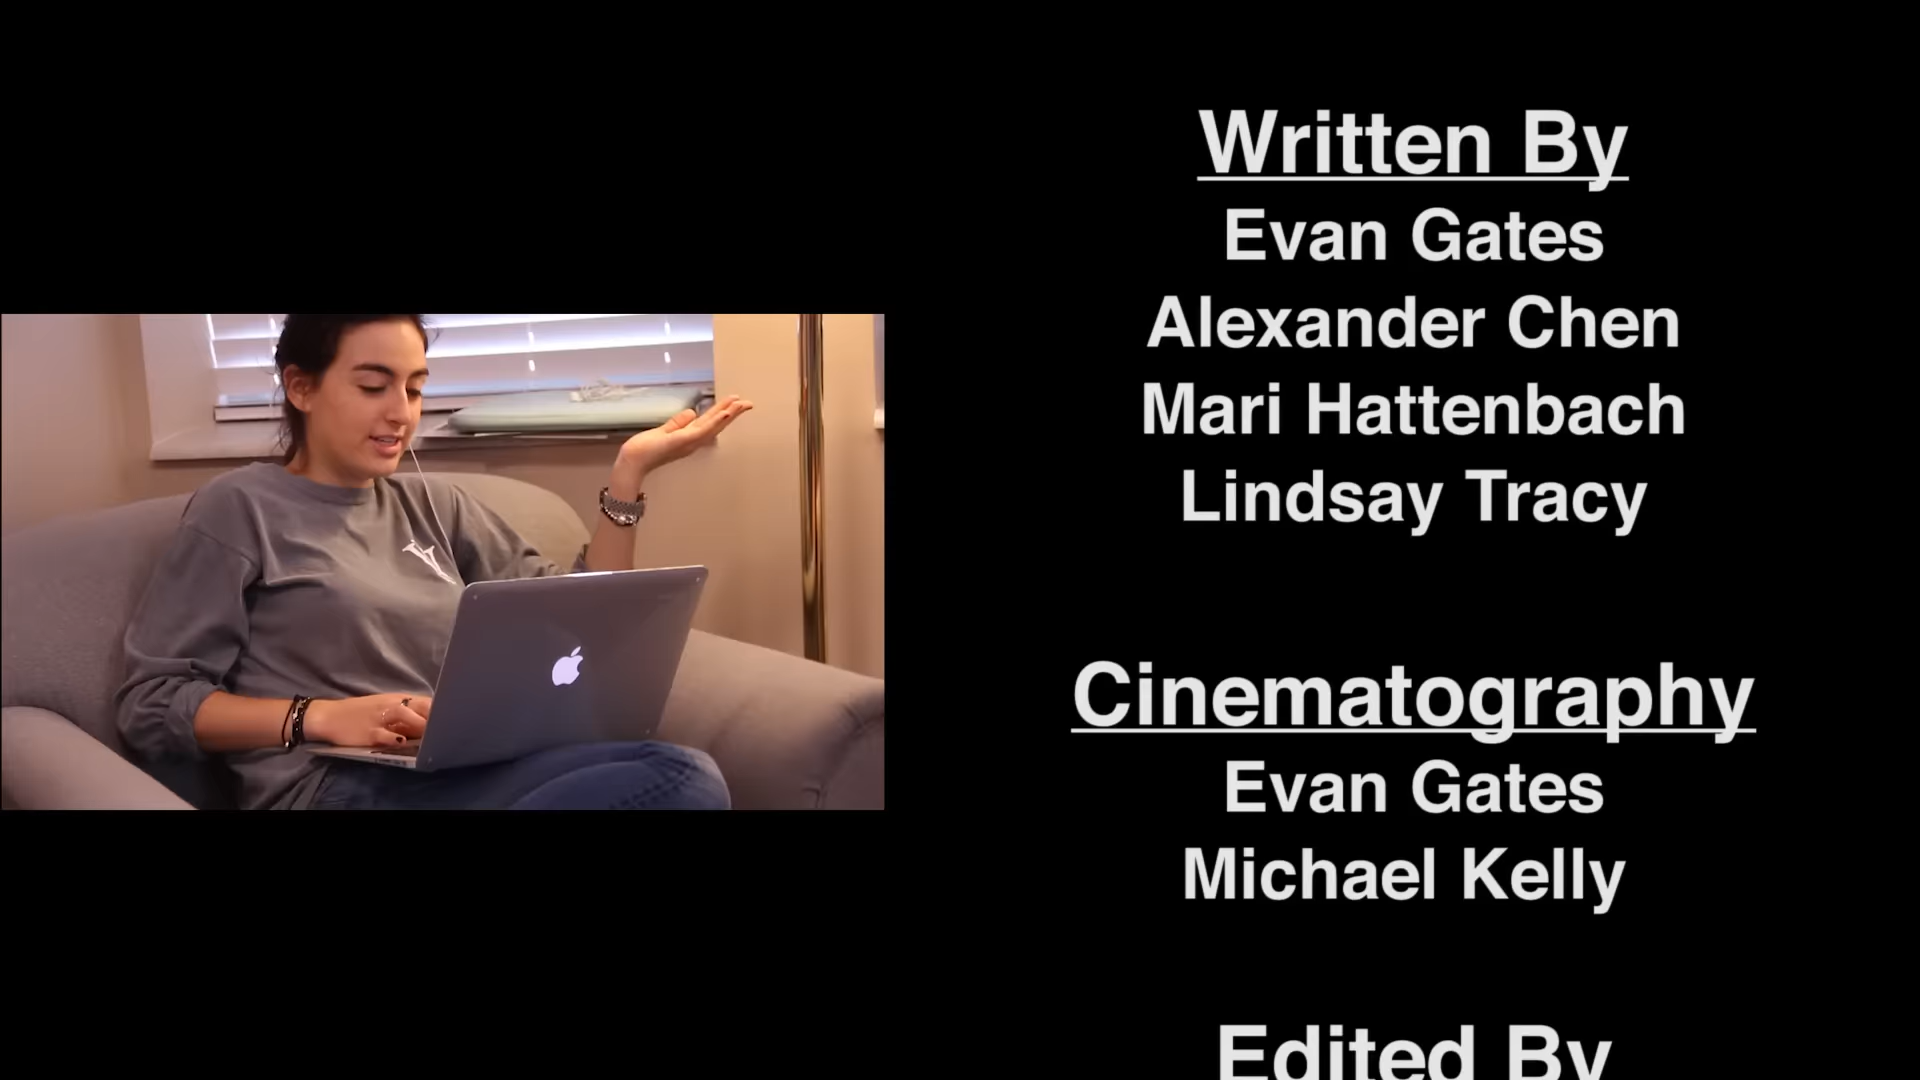 Written By
Evan Gates
Alexander Chen
Mari Hattenbach
Lindsay Tracy
Cinematography
Evan Gates
Michael Kelly
Edited By